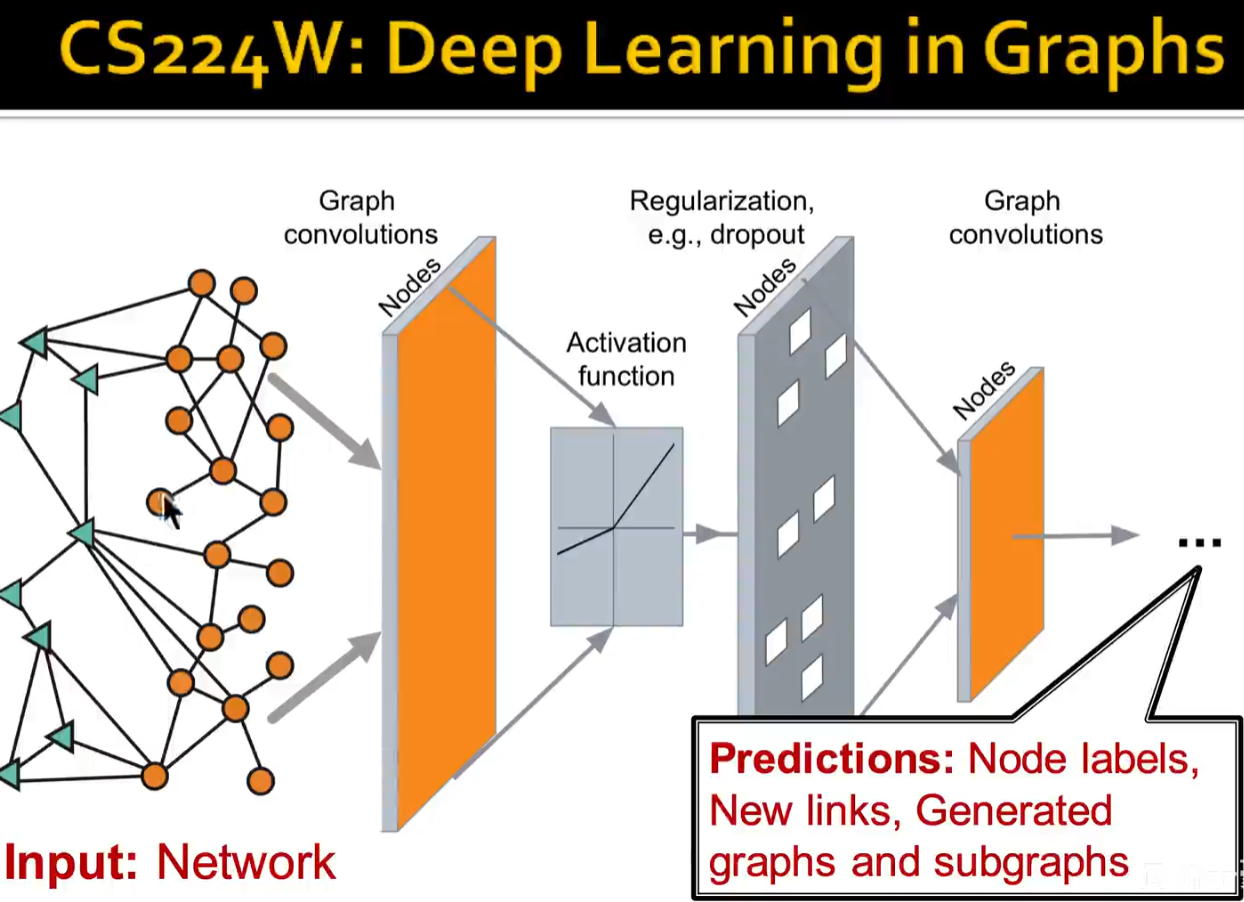 CS224W: Deep Learning in Graphs
Graph
convolutions
Regularization,
e.g., dropout
Graph
convolutions
Nodes
Nodes
Activation
function
Nodes
...
Predictions: Node labels,
New links, Generated
graphs and subgraphs
Input: Network